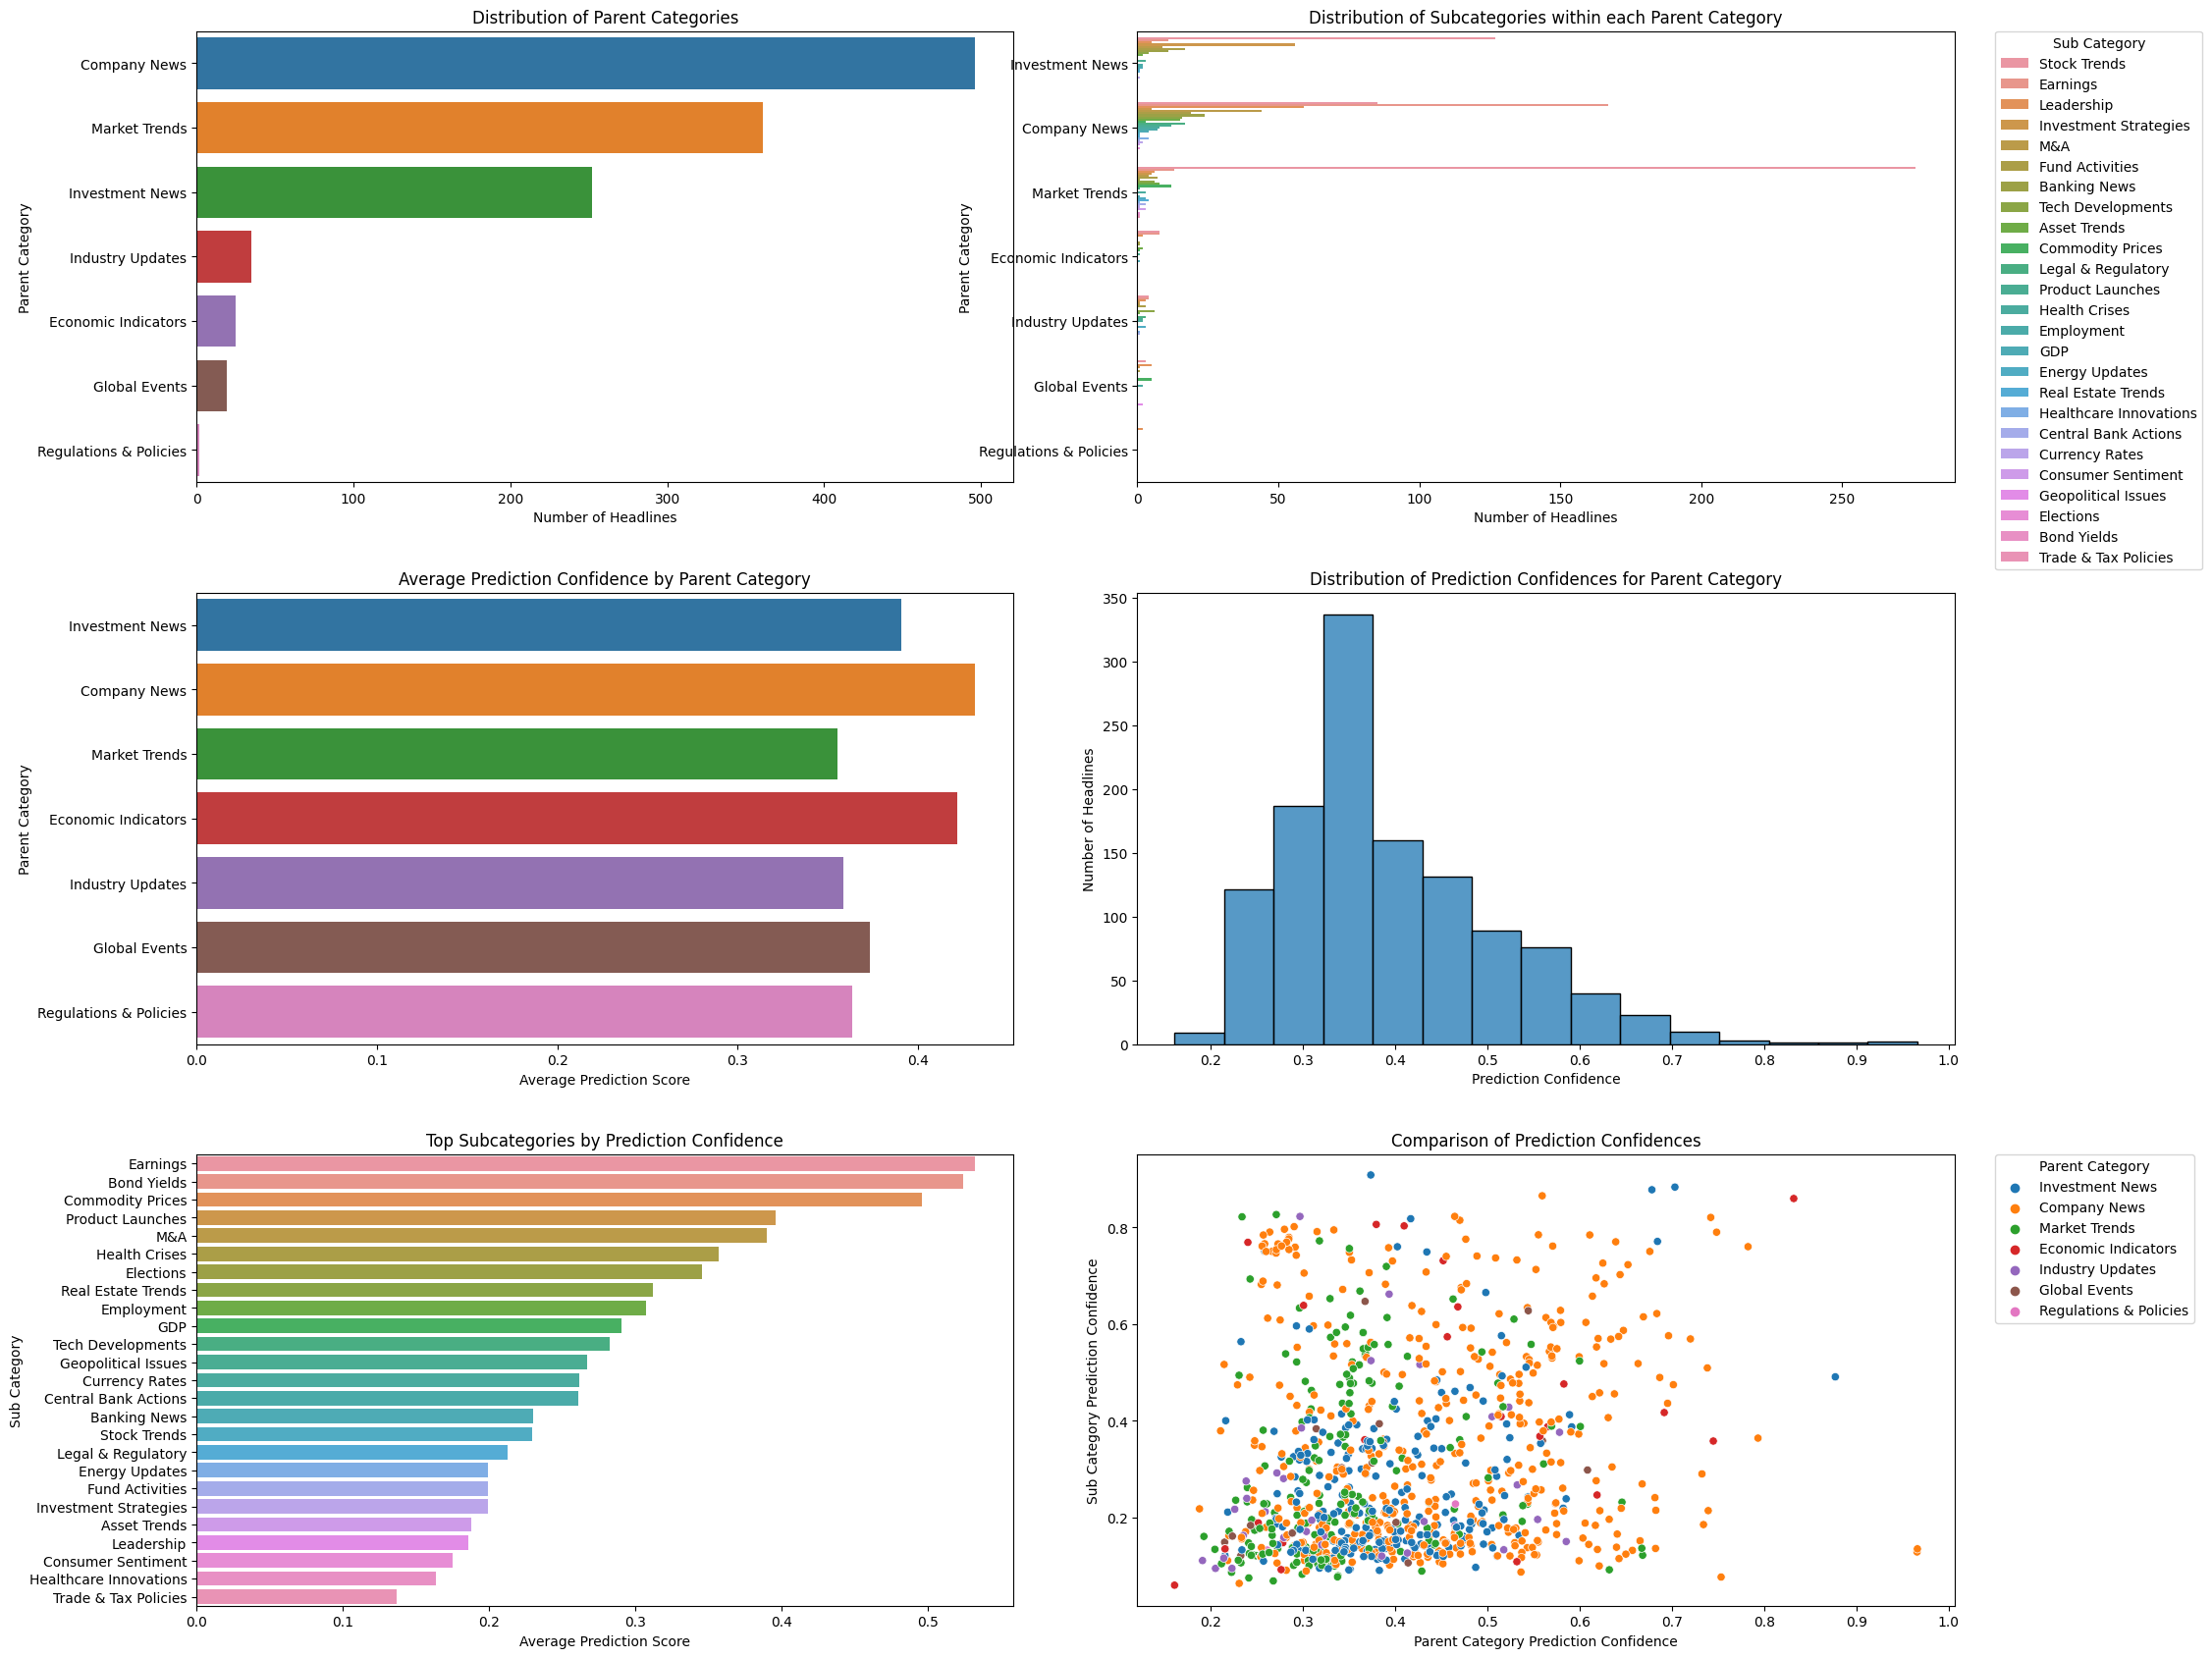 Distribution of Parent Categories
Parent Category
Company News
Market Trends
Investment News
Industry Updates
Economic Indicators
Global Events
Regulations & Policies
0 100 200 300 400 500
Number of Headlines
Distribution of Subcategories within each Parent Category
Parent Category
Investment News
Company News
Market Trends
Economic Indicators
Industry Updates
Global Events
Regulations & Policies
0 50 100 150 200 250
Number of Headlines
Sub Category
Stock Trends
Earnings
Leadership
Investment Strategies
M&A
Fund Activities
Banking News
Tech Developments
Asset Trends
Commodity Prices
Legal & Regulatory
Product Launches
Health Crises
Employment
GDP
Energy Updates
Real Estate Trends
Healthcare Innovations
Central Bank Actions
Currency Rates
Consumer Sentiment
Geopolitical Issues
Elections
Bond Yields
Trade & Tax Policies
Average Prediction Confidence by Parent Category
Parent Category
Investment News
Company News
Market Trends
Economic Indicators
Industry Updates
Global Events
Regulations & Policies
0.0 0.1 0.2 0.3 0.4
Average Prediction Score
Distribution of Prediction Confidences for Parent Category
Number of Headlines
350
300
250
200
150
100
50
0
0.2 0.3 0.4 0.5 0.6 0.7 0.8 0.9 1.0
Prediction Confidence
Top Subcategories by Prediction Confidence
Sub Category
Earnings
Bond Yields
Commodity Prices
Product Launches
M&A
Health Crises
Elections
Real Estate Trends
Employment
GDP
Tech Developments
Geopolitical Issues
Currency Rates
Central Bank Actions
Banking News
Stock Trends
Legal & Regulatory
Energy Updates
Fund Activities
Investment Strategies
Asset Trends
Leadership
Consumer Sentiment
Healthcare Innovations
Trade & Tax Policies
0.0 0.1 0.2 0.3 0.4 0.5
Average Prediction Score
Comparison of Prediction Confidences
Sub Category Prediction Confidence
0.8
0.6
0.4
0.2
0.2 0.3 0.4 0.5 0.6 0.7 0.8 0.9 1.0
Parent Category Prediction Confidence
Parent Category
Investment News
Company News
Market Trends
Economic Indicators
Industry Updates
Global Events
Regulations & Policies